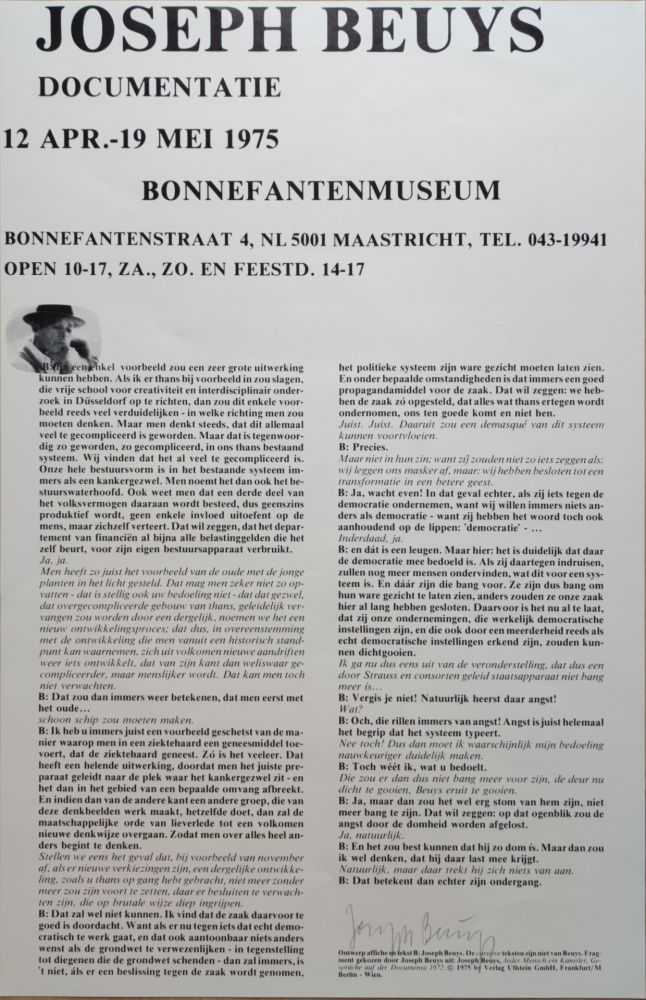 JOSEPH BEUYS
DOCUMENTATIE
12 APR.-19 MEI 1975
BONNEFANTENMUSEUM
BONNEFANTENSTRAAT 4, NL 5001 MAASTRICHT, TEL. 043-19941
OPEN 10-17, ZA., ZO. EN FEESTD. 14-17
B: één enkel voorbeeld zou een zeer grote uitwerking
kunnen hebben. Als ik er thans bij voorbeeld in zou slagen,
die vrije school voor creativiteit en interdisciplinair onder-
zoek in Düsseldorf op te richten, dan zou dit enkele voor-
beeld reeds veel verduidelijken - in welke richting men zou
moeten denken. Maar men denkt steeds, dat dit allemaal
veel te gecompliceerd is geworden. Maar dat is tegenwoor-
dig zo geworden, zo gecompliceerd, in ons thans bestaand
systeem. Wij vinden dat het al veel te gecompliceerd is.
Onze hele bestuursvorm is in het bestaande systeem im-
mers als een kankergezwel. Men noemt het dan ook het be-
stuurswaterhoofd. Ook weet men dat een derde deel van
het volksvermogen daaraan wordt besteed, dus geenszins
produktief wordt, geen enkele invloed uitoefent op de
mens, maar zichzelf verteert. Dat wil zeggen, dat het depar-
tement van financiën al bijna alle belastinggelden die het
zelf beurt, voor zijn eigen bestuursapparaat verbruikt.
Ja, ja.
Men heeft zo juist het voorbeeld van de oude met de jonge
planten in het licht gesteld. Dat mag men zeker niet zo op-
vatten - dat is stellig ook uw bedoeling niet - dat dat gezwel,
dat overgecompliceerde gebouw van thans, geleidelijk ver-
vangen zou worden door een dergelijk, noemen we het een
nieuw ontwikkelingsproces; dat dus, in overeenstemming
met de ontwikkeling die men vanuit een historisch stand-
punt kan waarnemen, zich uit volkomen nieuwe aandriften
weer iets ontwikkelt, dat van zijn kant dan weliswaar ge-
compliceerder, maar menslijker wordt. Dat kan men toch
niet verwachten.
B: Dat zou dan immers weer betekenen, dat men eerst met
het oude...
schoon schip zou moeten maken.
B: Ik heb u immers juist een voorbeeld geschetst van de ma-
nier waarop men in een ziektehaard een geneesmiddel toe-
voert, dat de ziektehaard geneest. Zó is het veeleer. Dat
heeft een helende uitwerking, doordat men het juiste pre-
paraat geleidt naar de plek waar het kankergezwel zit - en
het dan in het gebied van een bepaalde omvang afbreekt.
En indien dan van de andere kant een andere groep, die van
deze denkbeelden werk maakt, hetzelfde doet, dan zal de
maatschappelijke orde van lieverlede tot een volkomen
nieuwe denkwijze overgaan. Zodat men over alles heel an-
ders begint te denken.
Stellen we eens het geval dat, bij voorbeeld van november
af, als er nieuwe verkiezingen zijn, een dergelijke ontwikke-
ling, zoals u thans op gang hebt gebracht, niet meer zonder
meer zou zijn voort te zetten, daar er besluiten te verwach-
ten zijn, die op brutale wijze diep ingrijpen.
B: Dat zal wel niet kunnen. Ik vind dat de zaak daarvoor te
goed is doordacht. Want als er nu tegen iets dat echt demo-
cratisch te werk gaat, en dat ook aantoonbaar niets anders
wenst als de grondwet te verwezenlijken - in tegenstelling
tot diegenen die de grondwet schenden - dan zal immers, is
't niet, áls er een beslissing tegen de zaak wordt genomen,
het politieke systeem zijn ware gezicht moeten laten zien.
En onder bepaalde omstandigheden is dat immers een goed
propagandamiddel voor de zaak. Dat wil zeggen: we heb-
ben de zaak zó opgesteld, dat alles wat thans ertegen wordt
ondernomen, ons ten goede komt en niet hen.
Juist. Juist. Daaruit zou een demasqué van dit systeem
kunnen voortvloeien.
B: Precies.
Maar niet in hun zin; want zij zouden niet zo iets zeggen als:
wij leggen ons masker af, maar: wij hebben besloten tot een
transformatie in een betere geest.
B: Ja, wacht even! In dat geval echter, als zij iets tegen de
democratie ondernemen, want wij willen immers niets an-
ders als democratie - want zij hebben het woord toch ook
aanhoudend op de lippen: 'democratie' - ...
Inderdaad, ja.
B: en dát is een leugen. Maar hier: het is duidelijk dat daar
de democratie mee bedoeld is. Als zij daartegen indruisen,
zullen nog meer mensen ondervinden, wat dit voor een sys-
teem is. En dáár zijn die bang voor. Ze zijn dus bang om
hun ware gezicht te laten zien, anders zouden ze onze zaak
hier al lang hebben gesloten. Daarvoor is het nu al te laat,
dat zij onze ondernemingen, die werkelijk democratische
instellingen zijn, en die ook door een meerderheid reeds als
echt democratische instellingen erkend zijn, zouden kun-
nen dichtgooien.
Ik ga nu dus eens uit van de veronderstelling, dat dus een
door Strauss en consorten geleid staatsapparaat niet bang
meer is...
B: Vergis je niet! Natuurlijk heerst daar angst!
Wat?
B: Och, die rillen immers van angst! Angst is juist helemaal
het begrip dat het systeem typeert.
Nee toch! Dus dan moet ik waarschijnlijk mijn bedoeling
nauwkeuriger duidelijk maken.
B: Toch wéét ik, wat u bedoelt.
Die zou er dan dus niet bang meer voor zijn, de deur nu
dicht te gooien, Beuys eruit te gooien.
B: Ja, maar dan zou het wel erg stom van hem zijn, niet
meer bang te zijn. Dat wil zeggen: op dat ogenblik zou de
angst door de domheid worden afgelost.
Ja, natuurlijk.
B: En het zou best kunnen dat hij zo dom ís. Maar dan zou
ik wel denken, dat hij daar last mee krijgt.
Natuurlijk, maar daar trekt hij zich niets van aan.
B: Dat betekent dan echter zijn ondergang.
Joseph Beuys
Ontwerp affiche en tekst B: Joseph Beuys. De cursieve teksten zijn niet van Beuys. Frag-
ment gekozen door Joseph Beuys uit: Joseph Beuys, Jeder Mensch ein Künstler, Ge-
spräche auf der Documenta 1972. © 1975 by Verlag Ullstein GmbH, Frankfurt/M
Berlin - Wien.